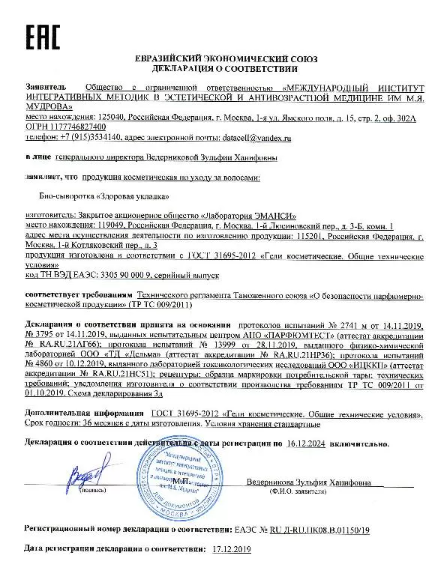 ЕАС
ЕВРАЗИЙСКИЙ ЭКОНОМИЧЕСКИЙ СОЮЗ
ДЕКЛАРАЦИЯ О СООТВЕТСТВИИ
Заявитель Общество с ограниченной ответственностью «МЕЖДУНАРОДНЫЙ ИНСТИТУТ
ИНТЕГРАТИВНЫХ МЕТОДИК В ЭСТЕТИЧЕСКОЙ И АНТИВОЗРАСТНОЙ МЕДИЦИНЕ ИМ М.Я.
МУДРОВА»
место нахождения: 125040, Российская Федерация, г. Москва, 1-я ул. Ямского поля, д. 15, стр. 2, оф. 302А
ОГРН 1117746827400
телефон: +7 (915)3534140, адрес электронной почты: datacell@yandex.ru
в лице генерального директора Ведерниковой Зульфии Ханифовны
заявляет, что продукция косметическая по уходу за волосами:
Био-сыворотка «Здоровая укладка»
изготовитель: Закрытое акционерное общество «Лаборатория ЭМАНСИ»
место нахождения: 119049, Российская Федерация, г. Москва, 1-й Люсиновский пер., д. 3-Б, комн. 1
адрес места осуществления деятельности по изготовлению продукции: 115201, Российская Федерация, г.
Москва, 1-й Котляковский пер., д. 3
продукция изготовлена в соответствии с ГОСТ 31695-2012 «Гели косметические. Общие технические
условия»
код ТН ВЭД ЕАЭС: 3305 90 000 9, серийный выпуск
соответствует требованиям Технического регламента Таможенного союза «О безопасности парфюмерно-
косметической продукции» (ТР ТС 009/2011)
Декларация о соответствии принята на основании протоколов испытаний № 2741 м от 14.11.2019,
№ 3795 от 14.11.2019, выданных испытательным центром АНО «ПАРФЮМТЕСТ» (аттестат аккредитации
№ RA.RU.21АГ66); протокола испытаний № 13999 от 28.11.2019, выданного физико-химической
лабораторией ООО «ТД «Дельма» (аттестат аккредитации № RA.RU.21НР36); протокола испытаний
№ 4860 от 10.12.2019, выданного лабораторией токсикологических исследований ООО «ИЦККП» (аттестат
аккредитации № RA.RU.21НС51); рецептуры; образца маркировки потребительской тары; технических
требований; уведомления изготовителя о соответствии производства требованиям ТР ТС 009/2011 от
01.10.2019. Схема декларирования 3д
Дополнительная информация ГОСТ 31695-2012 «Гели косметические. Общие технические условия».
Срок годности: 36 месяцев с даты изготовления. Условия хранения стандартные
Декларация о соответствии действительна с даты регистрации по 16.12.2024 включительно.
М.П.
Ведерникова Зульфия Ханифовна
(подпись)
(Ф.И.О. заявителя)
Регистрационный номер декларации о соответствии: ЕАЭС № RU Д-RU.ПК08.В.01150/19
Дата регистрации декларации о соответствии: 17.12.2019